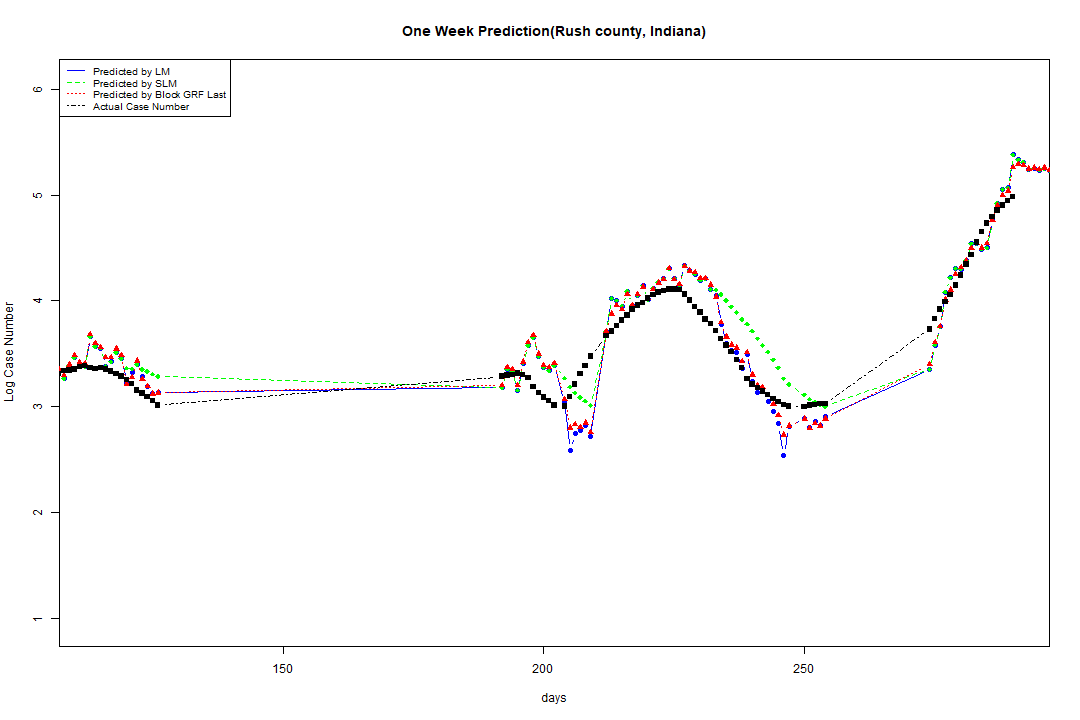 One Week Prediction(Rush county, Indiana)
Predicted by LM
Predicted by SLM
Predicted by Block GRF Last
Actual Case Number
6
5
4
3
2
1
Log Case Number
150 200 250
days